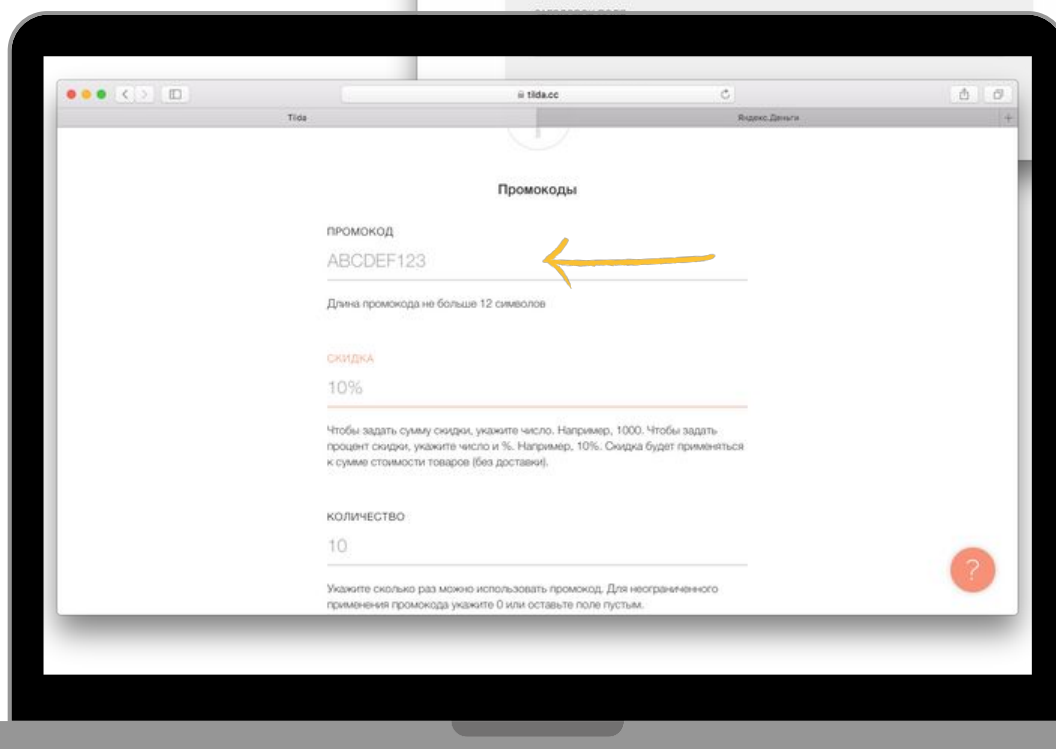 tilda.cc
Tilda
Яндекс.Деньги
Промокоды
ПРОМОКОД
ABCDEF123
Длина промокода не больше 12 символов
СКИДКА
10%
Чтобы задать сумму скидки, укажите число. Например, 1000. Чтобы задать
процент скидки, укажите число и %. Например, 10%. Скидка будет применяться
к сумме стоимости товаров (без доставки).
КОЛИЧЕСТВО
10
Укажите сколько раз можно использовать промокод. Для неограниченного
применения промокода укажите 0 или оставьте поле пустым.
?